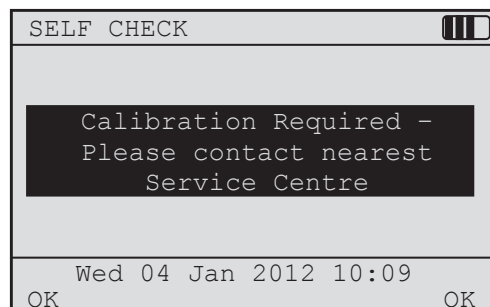 SELF CHECK
Calibration Required –
Please contact nearest
Service Centre
Wed 04 Jan 2012 10:09
OK OK